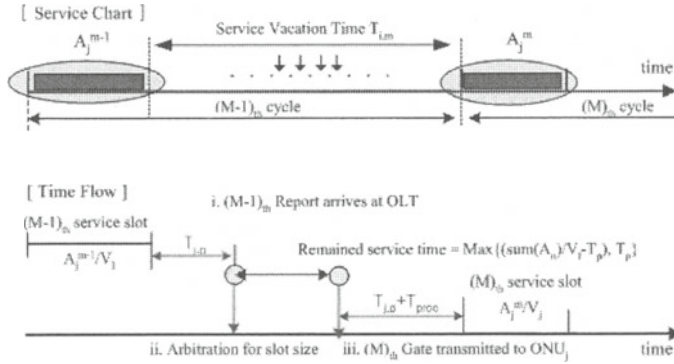 [ Service Chart ]
A_j^m-1
Service Vacation Time T_i,m
A_j^m
time
(M-1)_th cycle
(M)_th cycle
[ Time Flow ]
i. (M-1)_th Report arrives at OLT
(M-1)_th service slot
A_j^m-1/V_J
T_j,p
Remained service time = Max{(sum(A_n)/V_J-T_p), T_p}
(M)_th service slot
T_j,p+T_proc
A_j^m/V_j
ii. Arbitration for slot size
iii. (M)_th Gate transmitted to ONU_j
time